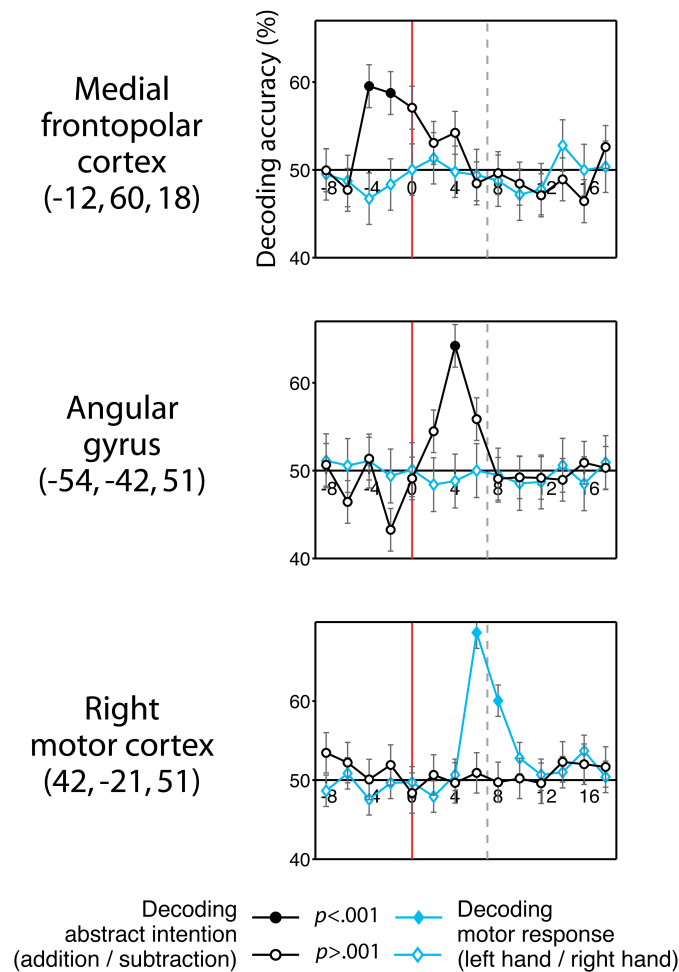 Medial
frontopolar
cortex
(-12, 60, 18)
Decoding accuracy (%)
60
50
40
-8 -4 0 4 8 12 16
Angular
gyrus
(-54, -42, 51)
60
50
40
-8 -4 0 4 8 12 16
Right
motor cortex
(42, -21, 51)
60
50
40
-8 -4 0 4 8 12 16
Decoding
abstract intention
(addition / subtraction)
p<.001
p>.001
Decoding
motor response
(left hand / right hand)